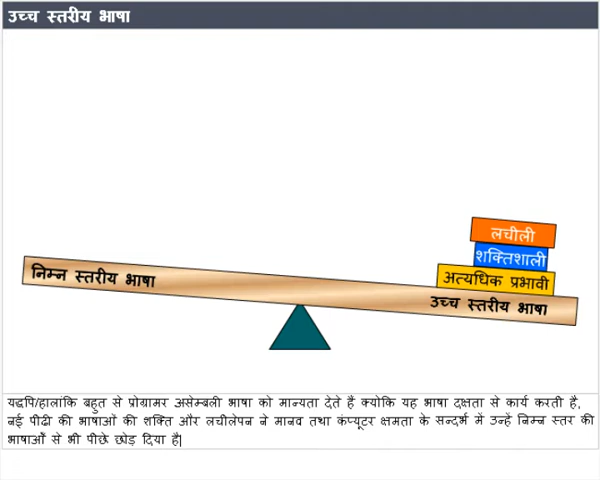 उच्च स्तरीय भाषा
लचीली
शक्तिशाली
अत्यधिक प्रभावी
निम्न स्तरीय भाषा
उच्च स्तरीय भाषा
यद्धपि/हालांकि बहुत से प्रोग्रामर असेम्बली भाषा को मान्यता देते हैं क्योकि यह भाषा दक्षता से कार्य करती है,
नई पीढी की भाषाओं की शक्ति और लचीलेपन ने मानव तथा कंप्यूटर क्षमता के सन्दर्भ में उन्हें निम्न स्तर की
भाषाओँ से भी पीछे छोड़ दिया है|